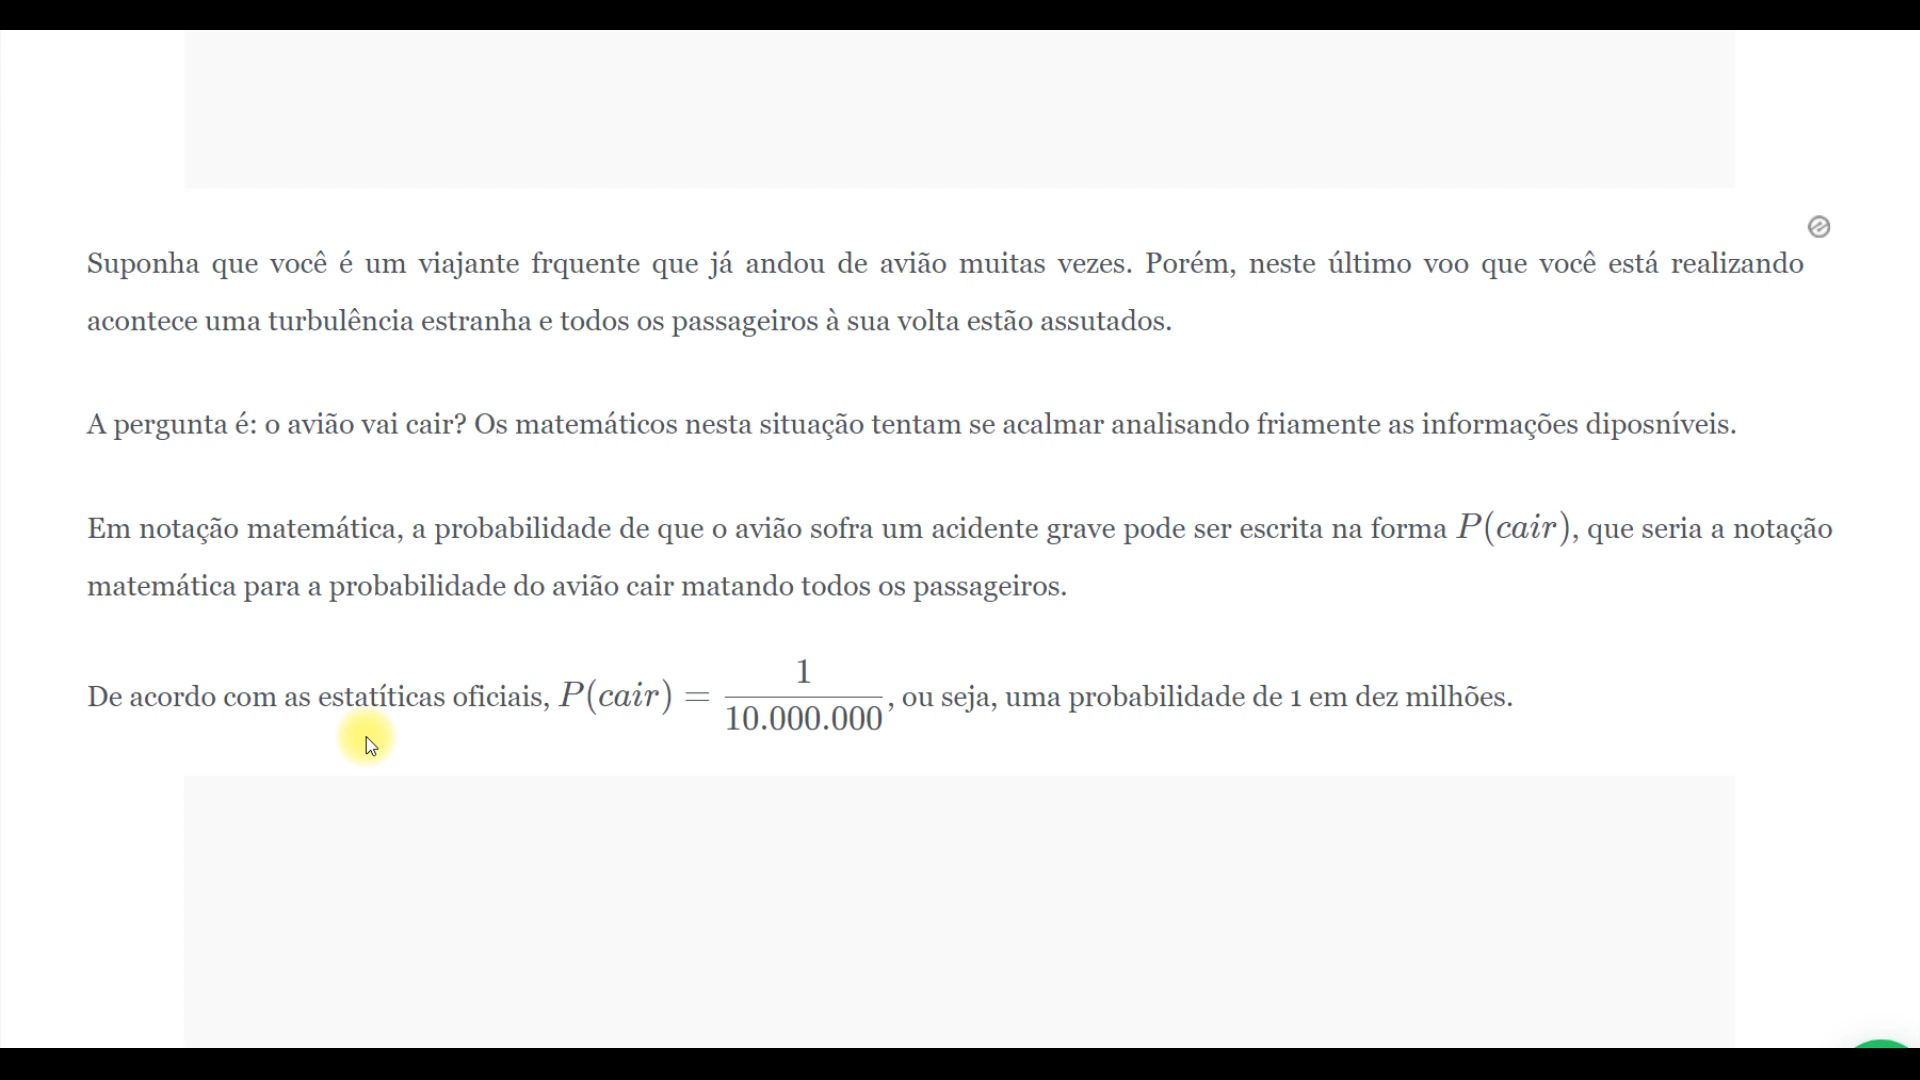 Suponha que você é um viajante frquente que já andou de avião muitas vezes. Porém, neste último voo que você está realizando
acontece uma turbulência estranha e todos os passageiros à sua volta estão assutados.
A pergunta é: o avião vai cair? Os matemáticos nesta situação tentam se acalmar analisando friamente as informações diposníveis.
Em notação matemática, a probabilidade de que o avião sofra um acidente grave pode ser escrita na forma P(cair), que seria a notação
matemática para a probabilidade do avião cair matando todos os passageiros.
De acordo com as estatíticas oficiais, P(cair) = 1/10.000.000, ou seja, uma probabilidade de 1 em dez milhões.